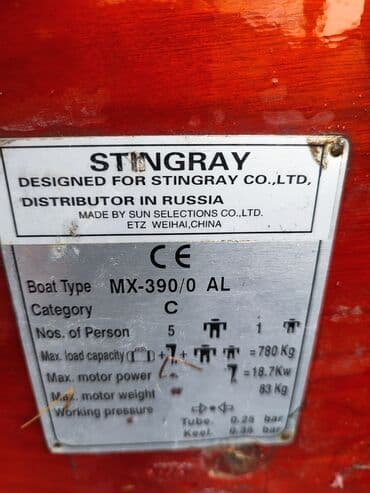 STINGRAY
DESIGNED FOR STINGRAY CO.,LTD,
DISTRIBUTOR IN RUSSIA
MADE BY SUN SELECTIONS CO.,LTD.
ETZ WEIHAI,CHINA
CE
Boat Type MX-390/0 AL
Category C
Nos. of Person 5 1
Max. load capacity + + = 780 Kg
Max. motor power = 18.7Kw
Max. motor weight 83 Kg
Working pressure
Tube. 0.25 bar
Keel. 0.35 bar